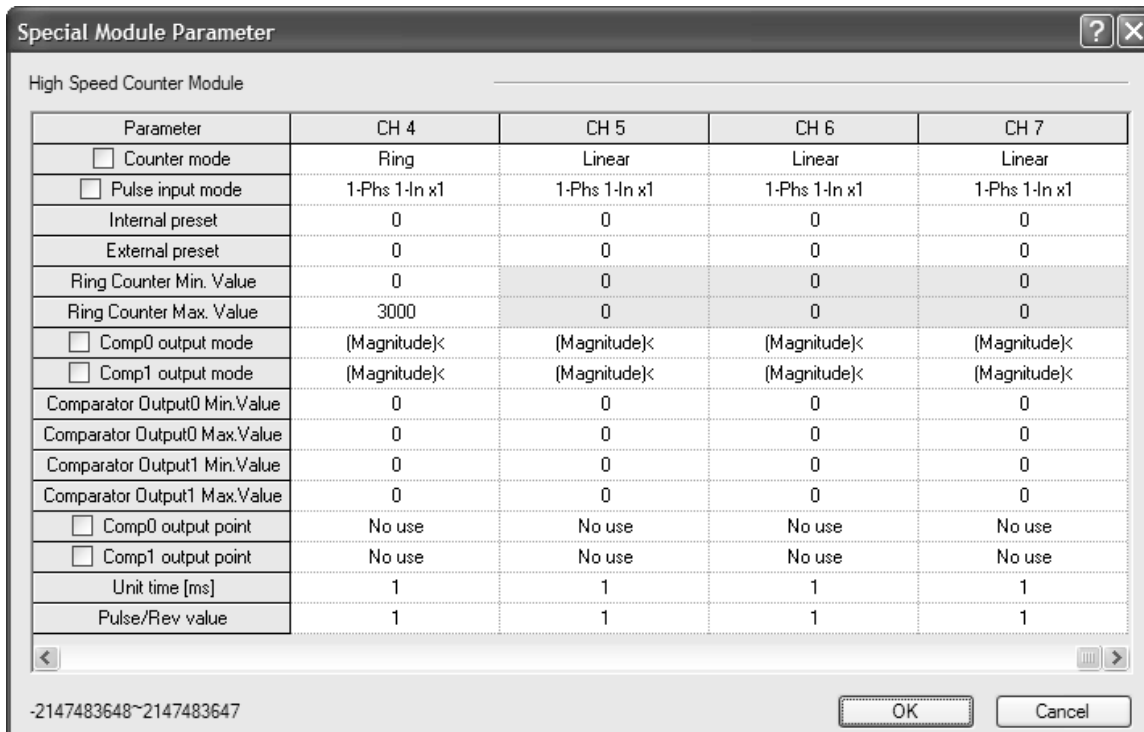 Special Module Parameter
High Speed Counter Module
Parameter CH 4 CH 5 CH 6 CH 7
Counter mode Ring Linear Linear Linear
Pulse input mode 1-Phs 1-In x1 1-Phs 1-In x1 1-Phs 1-In x1 1-Phs 1-In x1
Internal preset 0 0 0 0
External preset 0 0 0 0
Ring Counter Min. Value 0 0 0 0
Ring Counter Max. Value 3000 0 0 0
Comp0 output mode (Magnitude)< (Magnitude)< (Magnitude)< (Magnitude)<
Comp1 output mode (Magnitude)< (Magnitude)< (Magnitude)< (Magnitude)<
Comparator Output0 Min.Value 0 0 0 0
Comparator Output0 Max.Value 0 0 0 0
Comparator Output1 Min.Value 0 0 0 0
Comparator Output1 Max.Value 0 0 0 0
Comp0 output point No use No use No use No use
Comp1 output point No use No use No use No use
Unit time [ms] 1 1 1 1
Pulse/Rev value 1 1 1 1
-2147483648~2147483647 OK Cancel